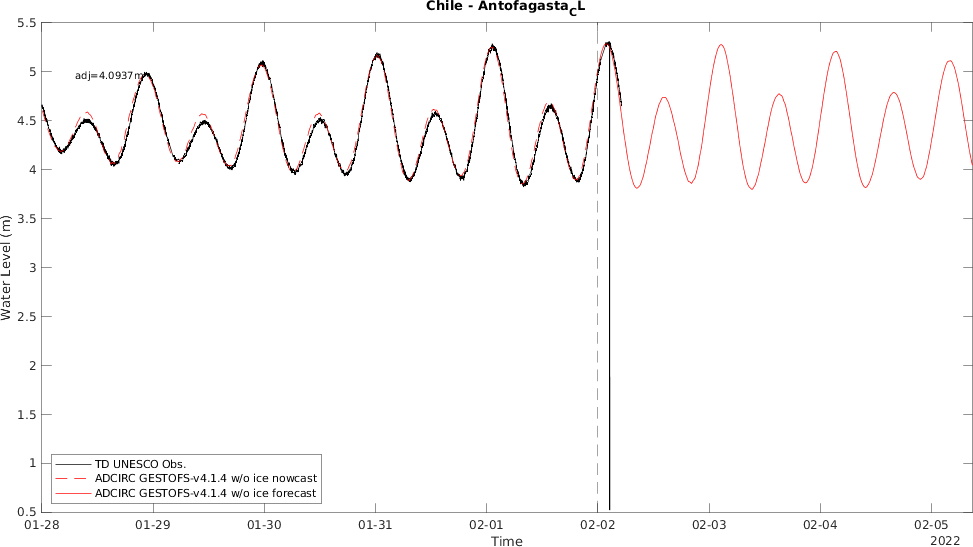 Chile - Antofagasta_CL
5.5
5
4.5
4
3.5
3
2.5
2
1.5
1
0.5
Water Level (m)
adj=4.0937m
TD UNESCO Obs.
ADCIRC GESTOFS-v4.1.4 w/o ice nowcast
ADCIRC GESTOFS-v4.1.4 w/o ice forecast
01-28 01-29 01-30 01-31 02-01 02-02 02-03 02-04 02-05
Time
2022